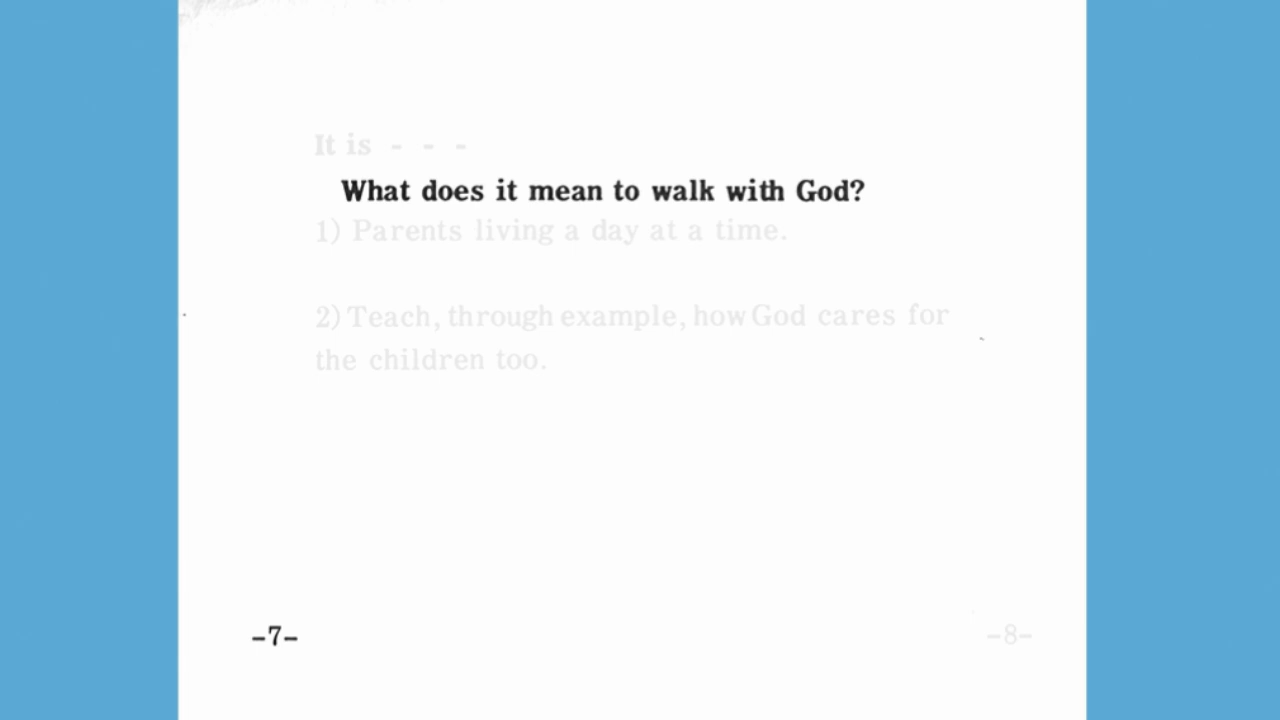 It is - - -
What does it mean to walk with God?
1) Parents living a day at a time.
2) Teach, through example, how God cares for
the children too.
-7-
-8-